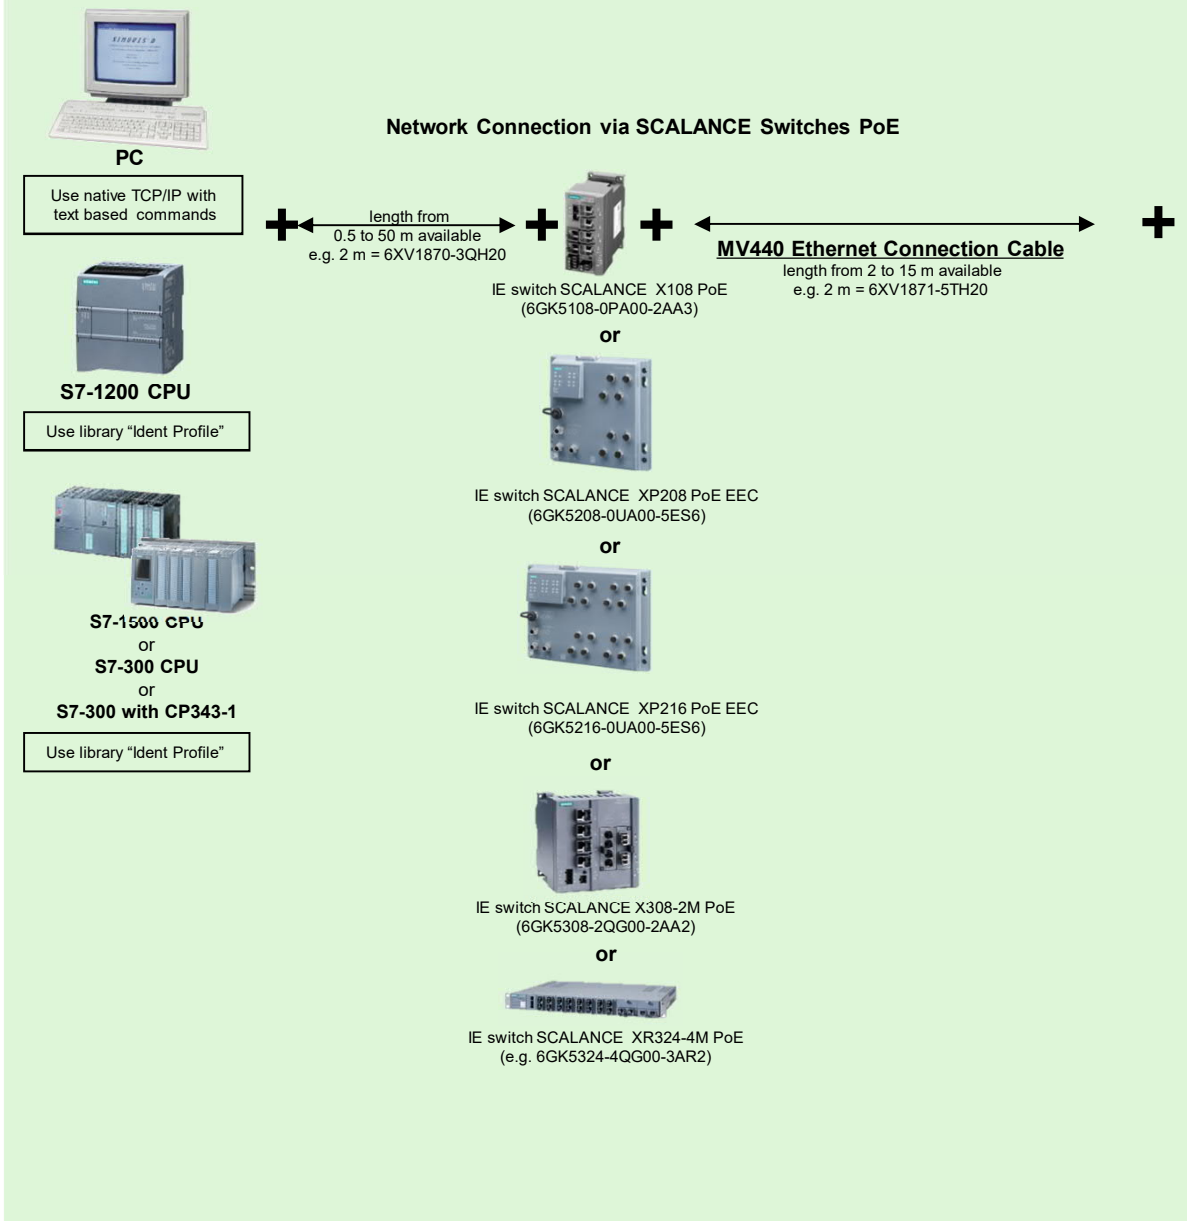 SIMODIS-D
PC
Use native TCP/IP with
text based commands
S7-1200 CPU
Use library “Ident Profile”
S7-1500 CPU
or
S7-300 CPU
or
S7-300 with CP343-1
Use library “Ident Profile”
Network Connection via SCALANCE Switches PoE
length from
0.5 to 50 m available
e.g. 2 m = 6XV1870-3QH20
IE switch SCALANCE X108 PoE
(6GK5108-0PA00-2AA3)
or
IE switch SCALANCE XP208 PoE EEC
(6GK5208-0UA00-5ES6)
or
IE switch SCALANCE XP216 PoE EEC
(6GK5216-0UA00-5ES6)
or
IE switch SCALANCE X308-2M PoE
(6GK5308-2QG00-2AA2)
or
IE switch SCALANCE XR324-4M PoE
(e.g. 6GK5324-4QG00-3AR2)
MV440 Ethernet Connection Cable
length from 2 to 15 m available
e.g. 2 m = 6XV1871-5TH20